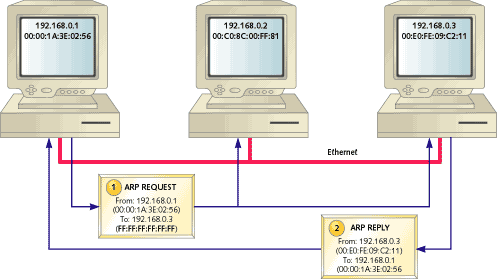 192.168.0.1
00:00:1A:3E:02:56
192.168.0.2
00:C0:8C:00:FF:81
192.168.0.3
00:E0:FE:09:C2:11
Ethernet
1 ARP REQUEST
From: 192.168.0.1
(00:00:1A:3E:02:56)
To: 192.168.0.3
(FF:FF:FF:FF:FF:FF)
2 ARP REPLY
From: 192.168.0.3
(00:E0:FE:09:C2:11)
To: 192.168.0.1
(00:00:1A:3E:02:56